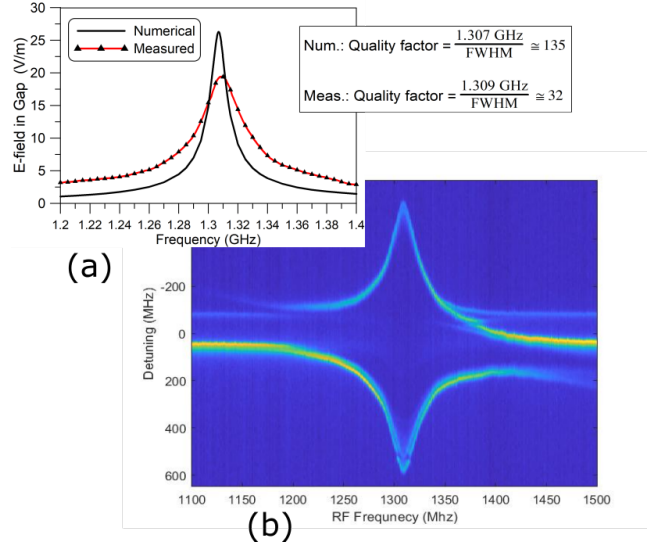 30
25
20
15
10
5
0
E-field in Gap (V/m)
Numerical
Measured
1.2 1.22 1.24 1.26 1.28 1.3 1.32 1.34 1.36 1.38 1.4
Frequency (GHz)
Num.: Quality factor = 1.307 GHz / FWHM ≅ 135
Meas.: Quality factor = 1.309 GHz / FWHM ≅ 32
(a)
-200
0
200
400
600
Detuning (MHz)
1100 1150 1200 1250 1300 1350 1400 1450 1500
RF Frequnecy (Mhz)
(b)